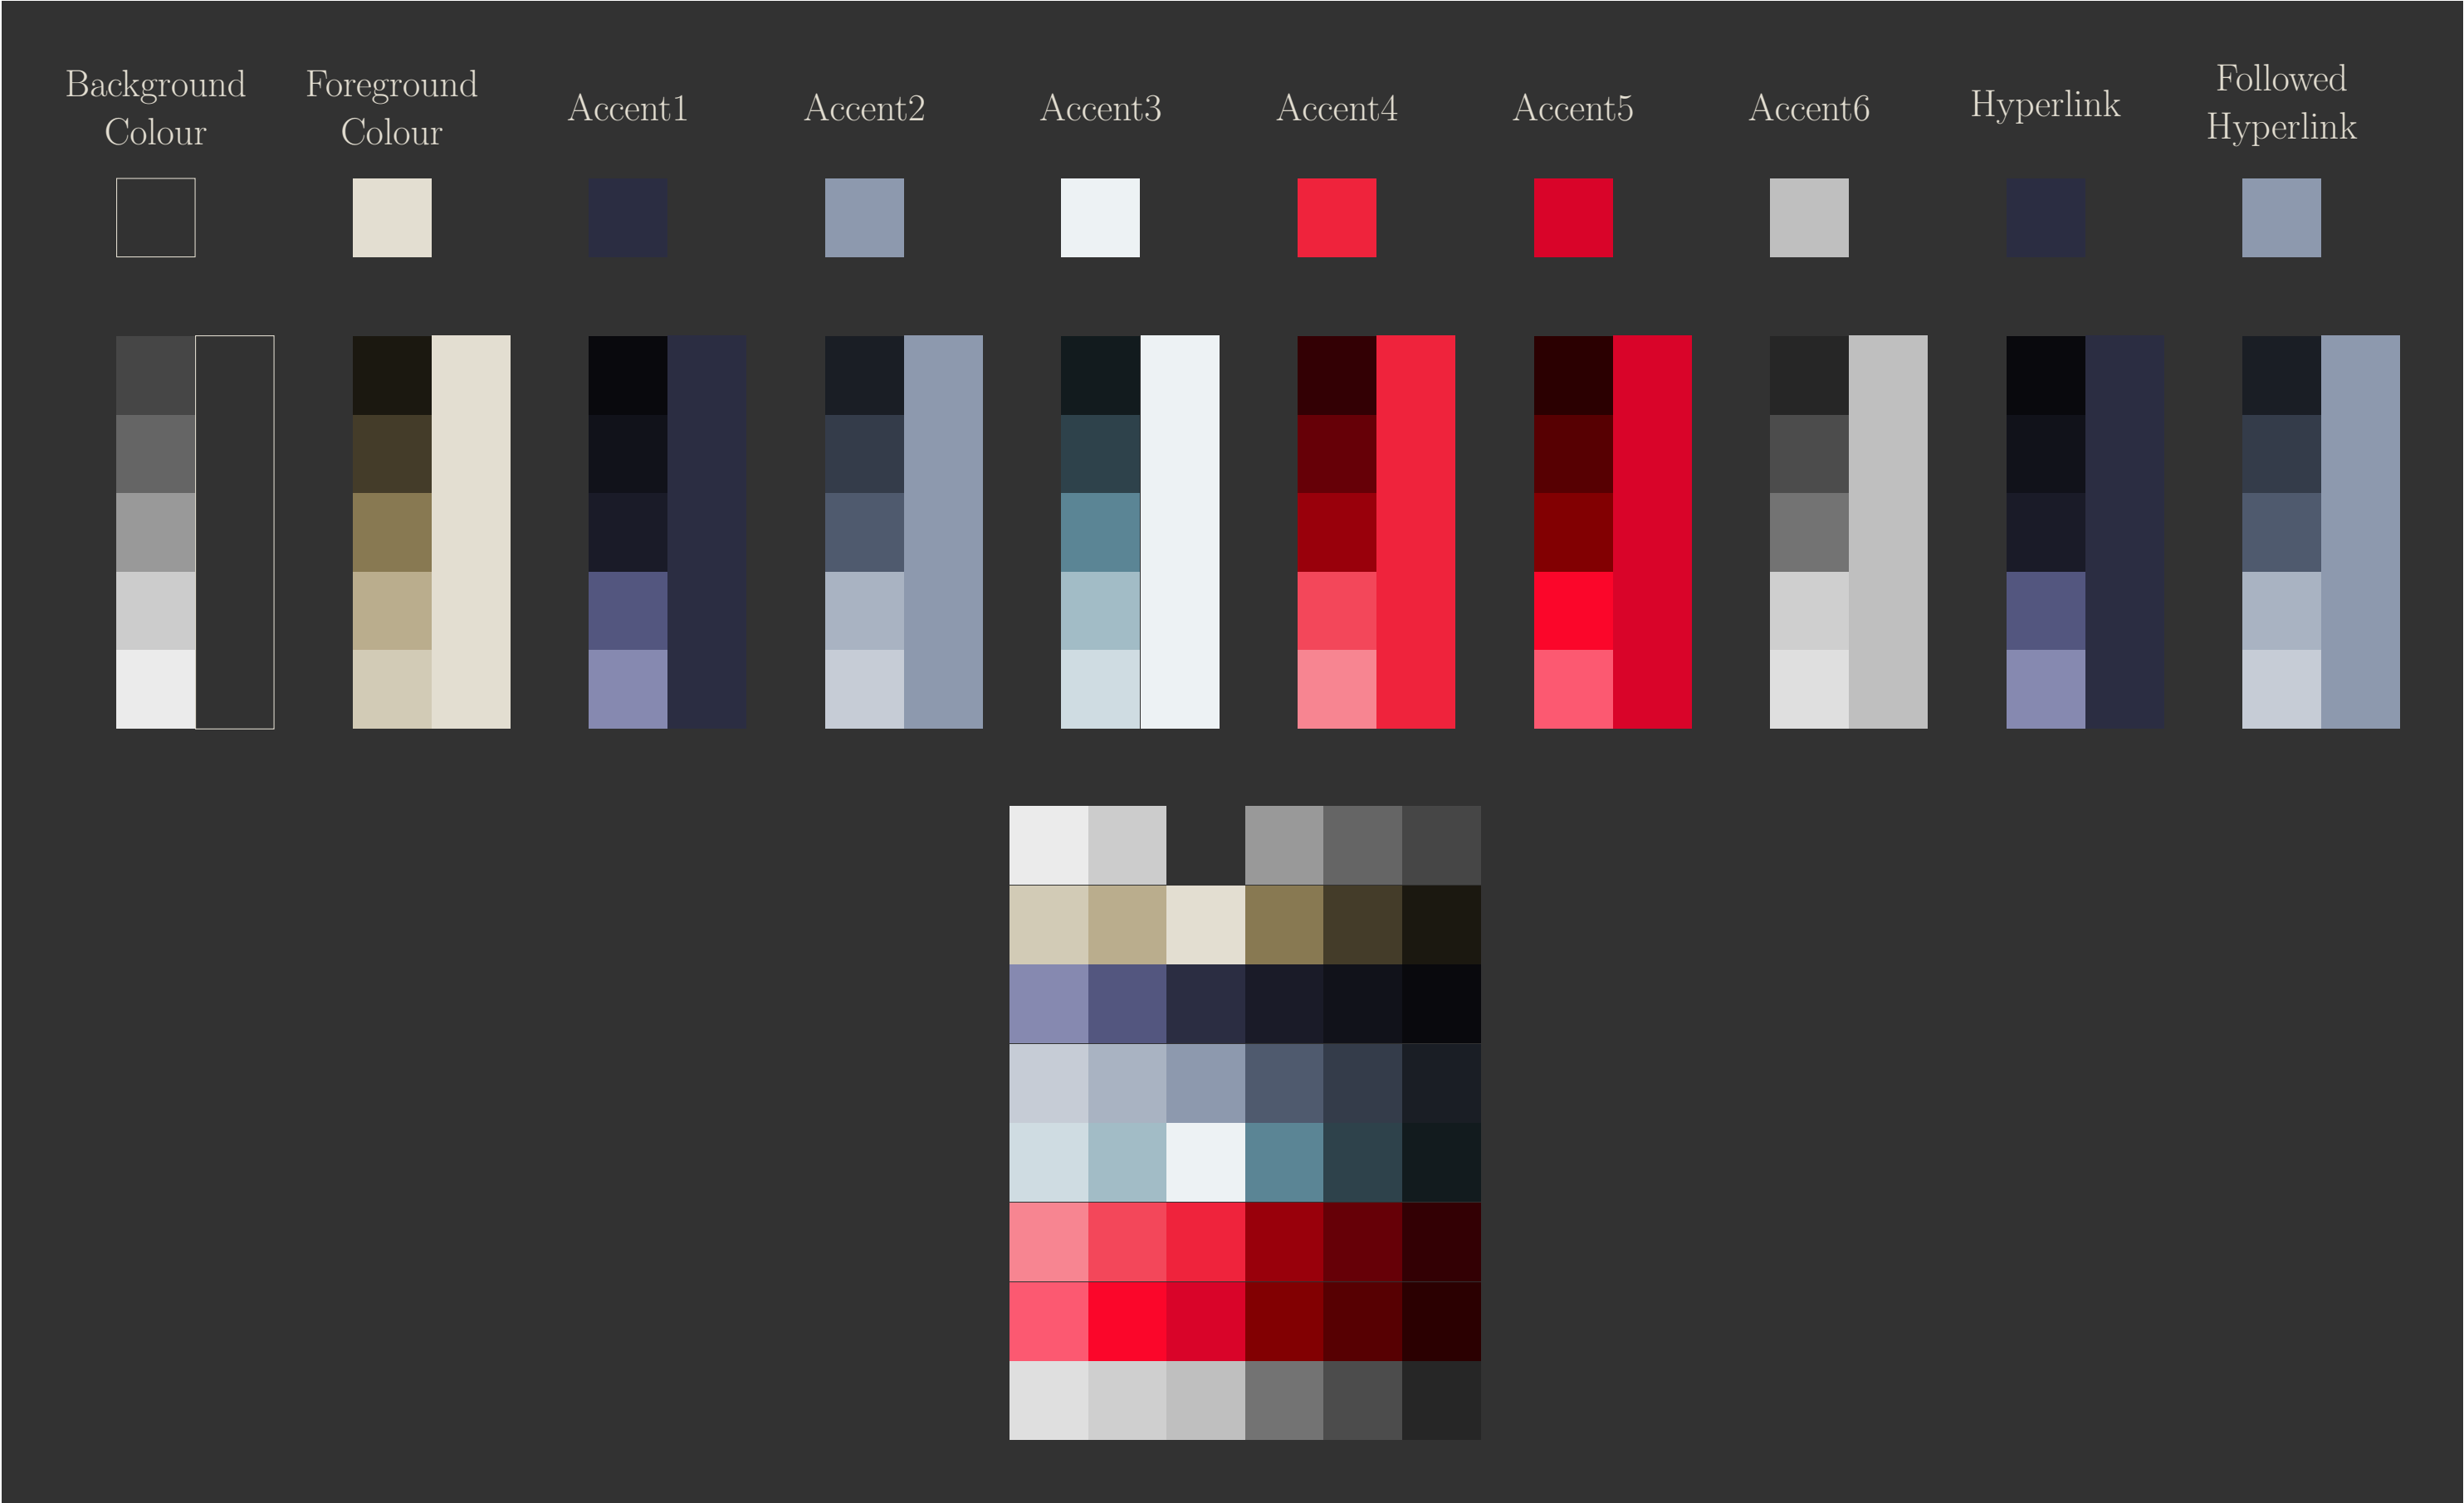 Background
Colour
Foreground
Colour
Accent1
Accent2
Accent3
Accent4
Accent5
Accent6
Hyperlink
Followed
Hyperlink